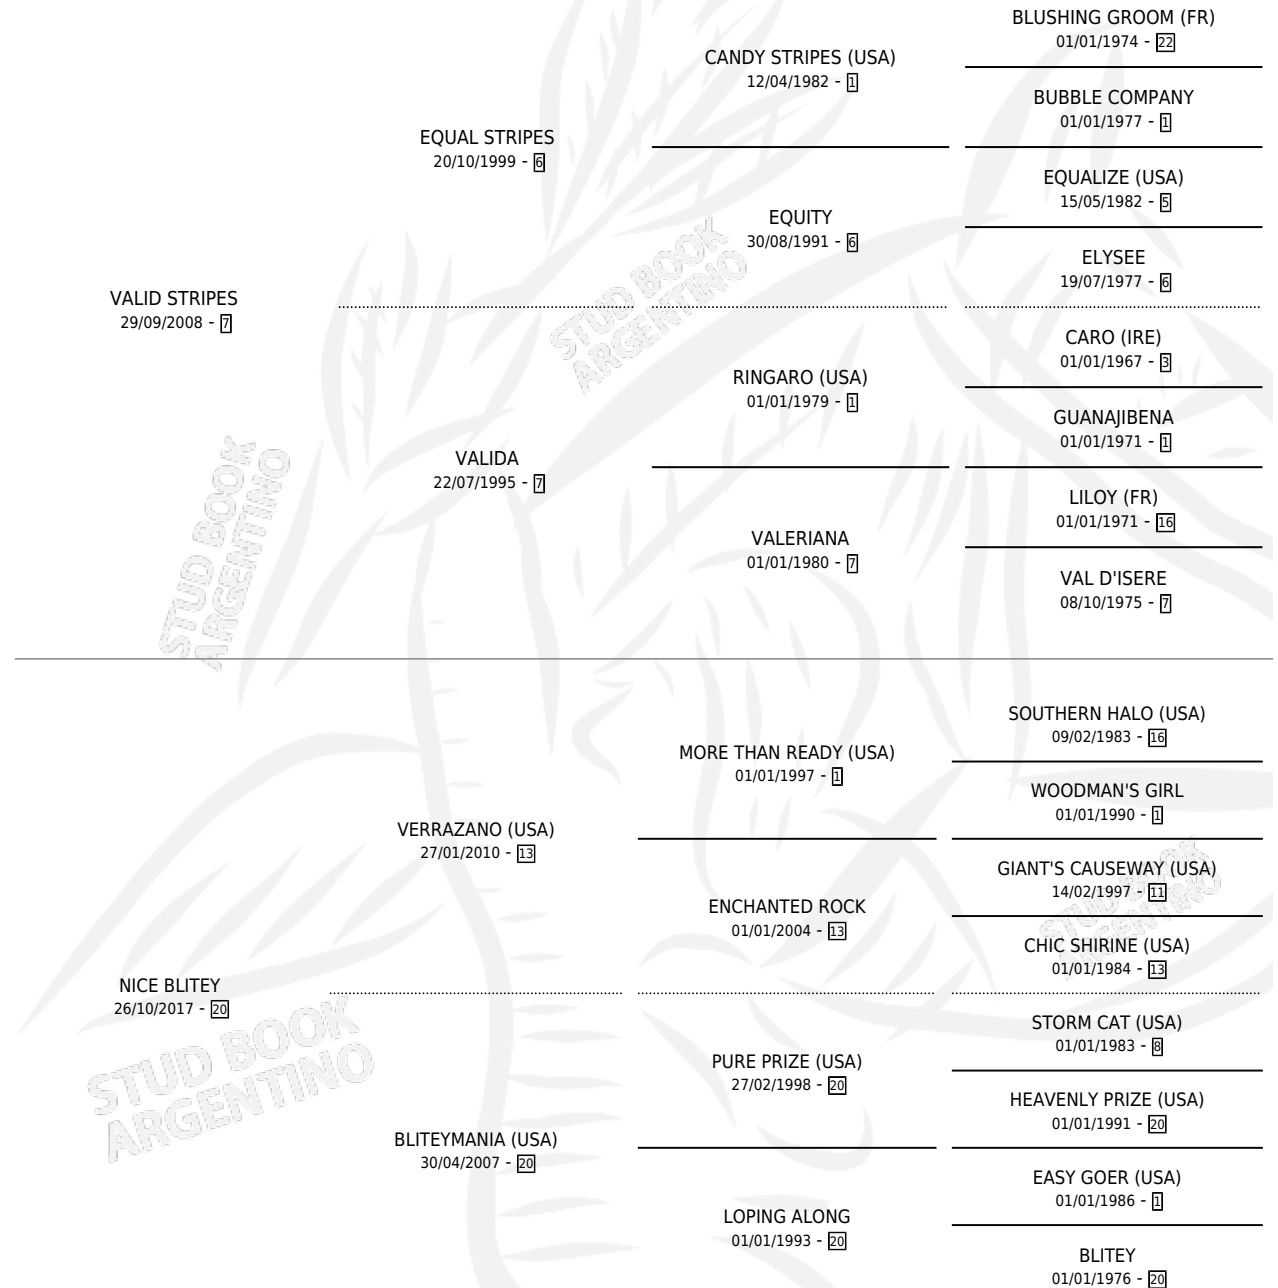 BLUSHING GROOM (FR)
01/01/1974 - 22
CANDY STRIPES (USA)
12/04/1982 - 1
BUBBLE COMPANY
01/01/1977 - 1
EQUAL STRIPES
20/10/1999 - 6
EQUALIZE (USA)
15/05/1982 - 5
EQUITY
30/08/1991 - 6
ELYSEE
19/07/1977 - 6
VALID STRIPES
29/09/2008 - 7
CARO (IRE)
01/01/1967 - 3
RINGARO (USA)
01/01/1979 - 1
GUANAJIBENA
01/01/1971 - 1
VALIDA
22/07/1995 - 7
LILOY (FR)
01/01/1971 - 16
VALERIANA
01/01/1980 - 7
VAL D'ISERE
08/10/1975 - 7
STUD BOOK
ARGENTINO
STUD BOOK
ARGENTINO
SOUTHERN HALO (USA)
09/02/1983 - 16
MORE THAN READY (USA)
01/01/1997 - 1
WOODMAN'S GIRL
01/01/1990 - 1
VERRAZANO (USA)
27/01/2010 - 13
GIANT'S CAUSEWAY (USA)
14/02/1997 - 11
ENCHANTED ROCK
01/01/2004 - 13
CHIC SHIRINE (USA)
01/01/1984 - 13
NICE BLITEY
26/10/2017 - 20
STORM CAT (USA)
01/01/1983 - 8
PURE PRIZE (USA)
27/02/1998 - 20
HEAVENLY PRIZE (USA)
01/01/1991 - 20
BLITEYMANIA (USA)
30/04/2007 - 20
EASY GOER (USA)
01/01/1986 - 1
LOPING ALONG
01/01/1993 - 20
BLITEY
01/01/1976 - 20
STUD BOOK
ARGENTINO
STUD BOOK
ARGENTINO